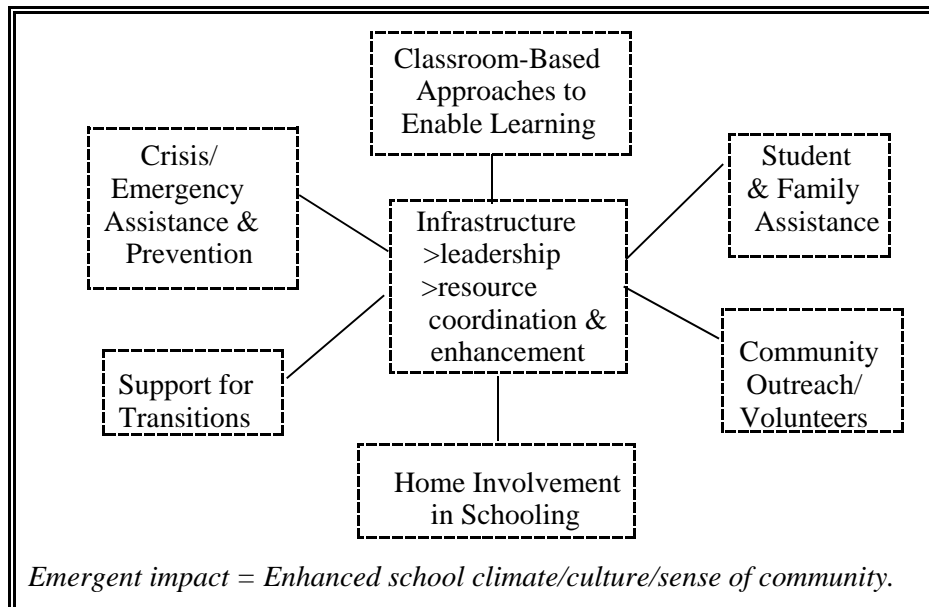 Classroom-Based
Approaches to
Enable Learning
Crisis/
Emergency
Assistance &
Prevention
Student
& Family
Assistance
Infrastructure
>leadership
>resource
coordination &
enhancement
Support for
Transitions
Community
Outreach/
Volunteers
Home Involvement
in Schooling
Emergent impact = Enhanced school climate/culture/sense of community.